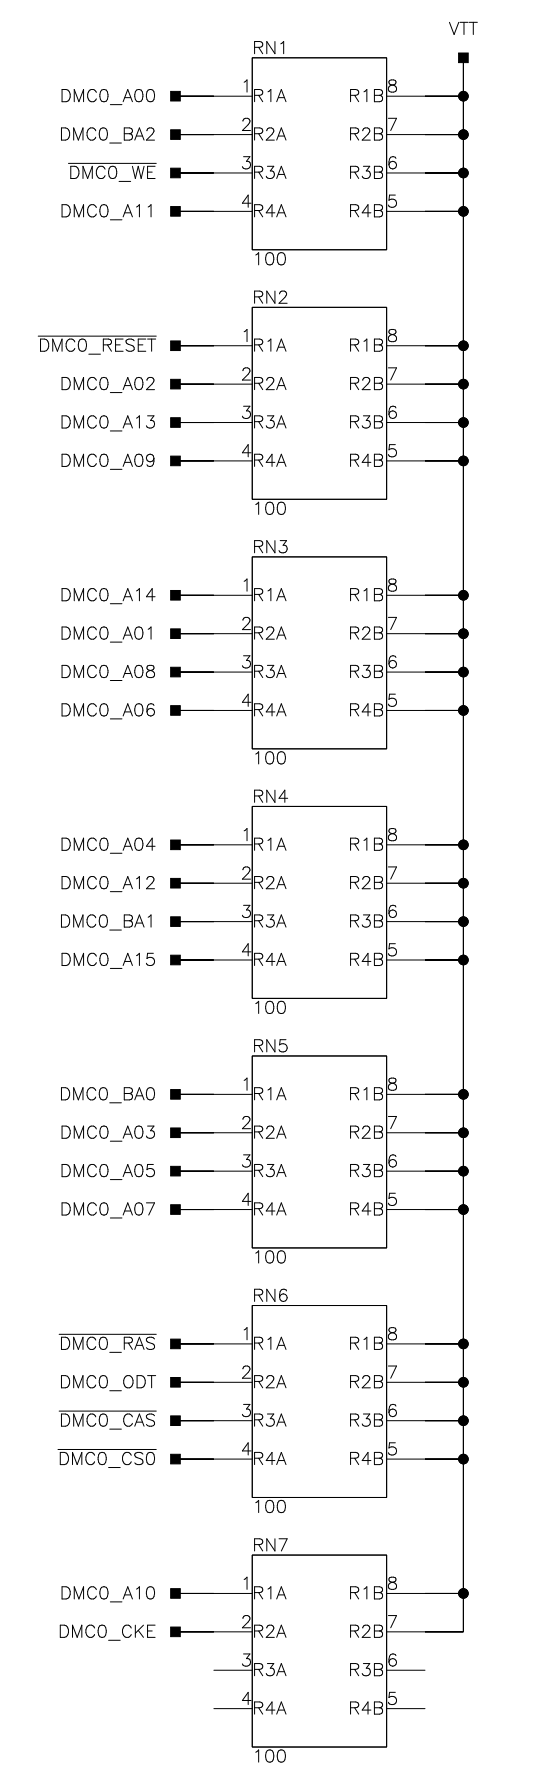 VTT
RN1
DMC0_A00 1 R1A R1B 8
DMC0_BA2 2 R2A R2B 7
DMC0_WE 3 R3A R3B 6
DMC0_A11 4 R4A R4B 5
100
RN2
DMC0_RESET 1 R1A R1B 8
DMC0_A02 2 R2A R2B 7
DMC0_A13 3 R3A R3B 6
DMC0_A09 4 R4A R4B 5
100
RN3
DMC0_A14 1 R1A R1B 8
DMC0_A01 2 R2A R2B 7
DMC0_A08 3 R3A R3B 6
DMC0_A06 4 R4A R4B 5
100
RN4
DMC0_A04 1 R1A R1B 8
DMC0_A12 2 R2A R2B 7
DMC0_BA1 3 R3A R3B 6
DMC0_A15 4 R4A R4B 5
100
RN5
DMC0_BA0 1 R1A R1B 8
DMC0_A03 2 R2A R2B 7
DMC0_A05 3 R3A R3B 6
DMC0_A07 4 R4A R4B 5
100
RN6
DMC0_RAS 1 R1A R1B 8
DMC0_ODT 2 R2A R2B 7
DMC0_CAS 3 R3A R3B 6
DMC0_CS0 4 R4A R4B 5
100
RN7
DMC0_A10 1 R1A R1B 8
DMC0_CKE 2 R2A R2B 7
3 R3A R3B 6
4 R4A R4B 5
100